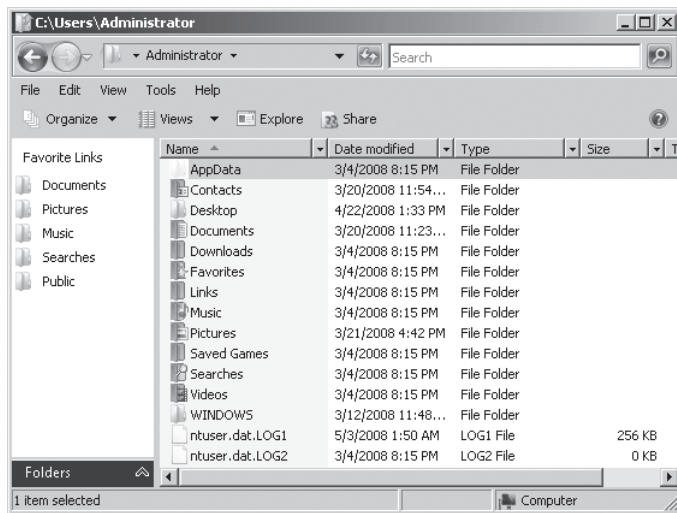 C:\Users\Administrator
Administrator
Search
File Edit View Tools Help
Organize Views Explore Share
Favorite Links
Documents
Pictures
Music
Searches
Public
Folders
Name Date modified Type Size T
AppData 3/4/2008 8:15 PM File Folder
Contacts 3/20/2008 11:54... File Folder
Desktop 4/22/2008 1:33 PM File Folder
Documents 3/20/2008 11:23... File Folder
Downloads 3/4/2008 8:15 PM File Folder
Favorites 3/4/2008 8:15 PM File Folder
Links 3/4/2008 8:15 PM File Folder
Music 3/4/2008 8:15 PM File Folder
Pictures 3/21/2008 4:42 PM File Folder
Saved Games 3/4/2008 8:15 PM File Folder
Searches 3/4/2008 8:15 PM File Folder
Videos 3/4/2008 8:15 PM File Folder
WINDOWS 3/12/2008 11:48... File Folder
ntuser.dat.LOG1 5/3/2008 1:50 AM LOG1 File 256 KB
ntuser.dat.LOG2 3/4/2008 8:15 PM LOG2 File 0 KB
1 item selected
Computer